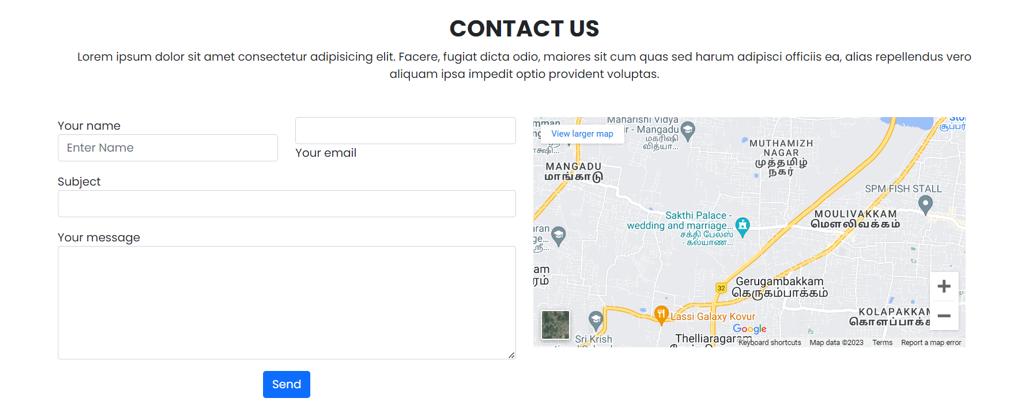 CONTACT US
Lorem ipsum dolor sit amet consectetur adipisicing elit. Facere, fugiat dicta odio, maiores sit cum quas sed harum adipisci officiis ea, alias repellendus vero
aliquam ipsa impedit optio provident voluptas.
Your name
Enter Name
Your email
Subject
Your message
Send
View larger map
Maharishi Vidya
- Mangadu
MUTHAMIZH
NAGAR
முத்தமிழ்
நகர்
MANGADU
மாங்காடு
SPM FISH STALL
Sakthi Palace -
wedding and marriage...
சக்தி பேலஸ்
- கல்யாண...
MOULIVAKKAM
மௌலிவக்கம்
32
Gerugambakkam
கெருகம்பாக்கம்
Lassi Galaxy Kovur
KOLAPAKKAM
Sri Krish
Thelliaragaram
Google
Keyboard shortcuts
Map data ©2023
Terms
Report a map error